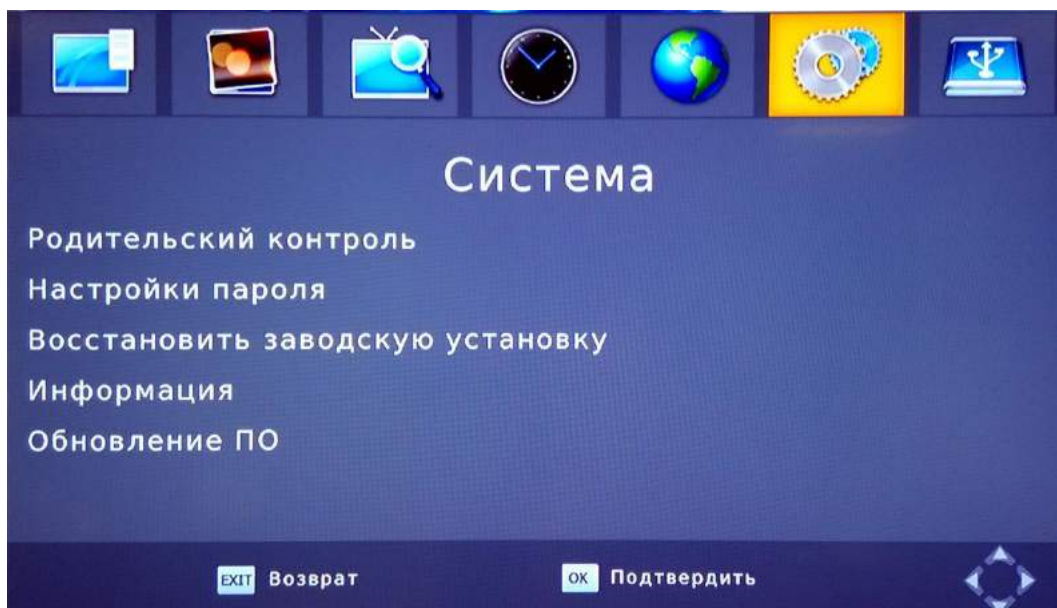 Система
Родительский контроль
Настройки пароля
Восстановить заводскую установку
Информация
Обновление ПО
EXIT Возврат
OK Подтвердить